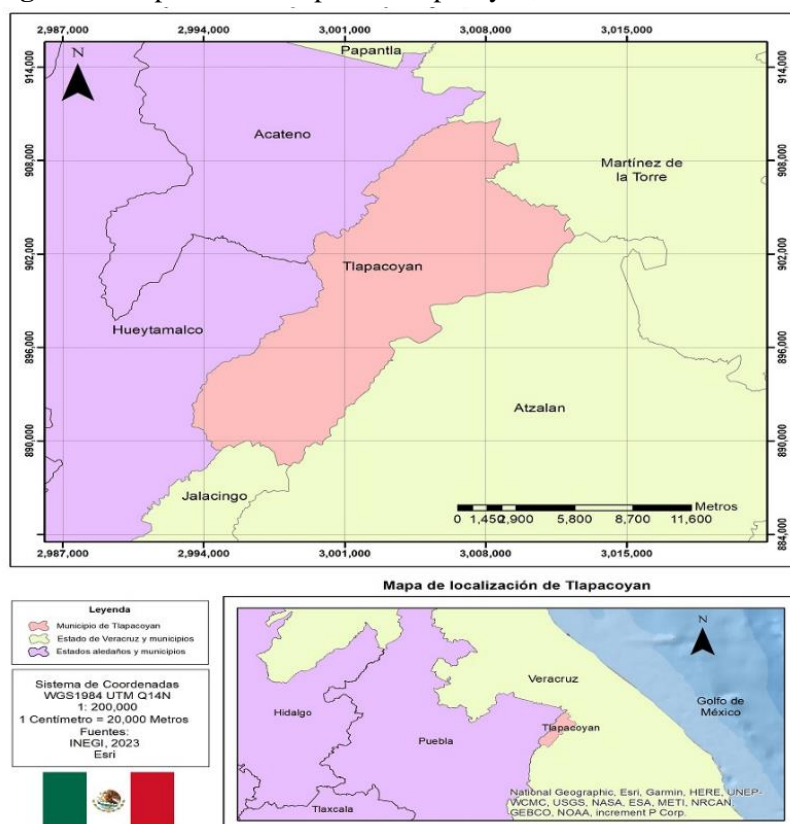 2,987,000 2,994,000 3,001,000 3,008,000 3,015,000
914,000 914,000
N
Papantla
Acateno
908,000 908,000
Martínez de
la Torre
902,000 902,000
Tlapacoyan
Hueytamalco
896,000 896,000
Atzalan
890,000 890,000
Jalacingo
Metros
0 1,450 2,900 5,800 8,700 11,600
884,000 884,000
2,987,000 2,994,000 3,001,000 3,008,000 3,015,000
Mapa de localización de Tlapacoyan
Leyenda
Municipio de Tlapacoyan
Estado de Veracruz y municipios
Estados aledaños y municipios
Sistema de Coordenadas
WGS1984 UTM Q14N
1: 200,000
1 Centímetro = 20,000 Metros
Fuentes:
INEGI, 2023
Esri
N
Veracruz
Golfo de
México
Hidalgo
Tlapacoyan
Puebla
Tlaxcala
National Geographic, Esri, Garmin, HERE, UNEP-
WCMC, USGS, NASA, ESA, METI, NRCAN,
GEBCO, NOAA, increment P Corp.